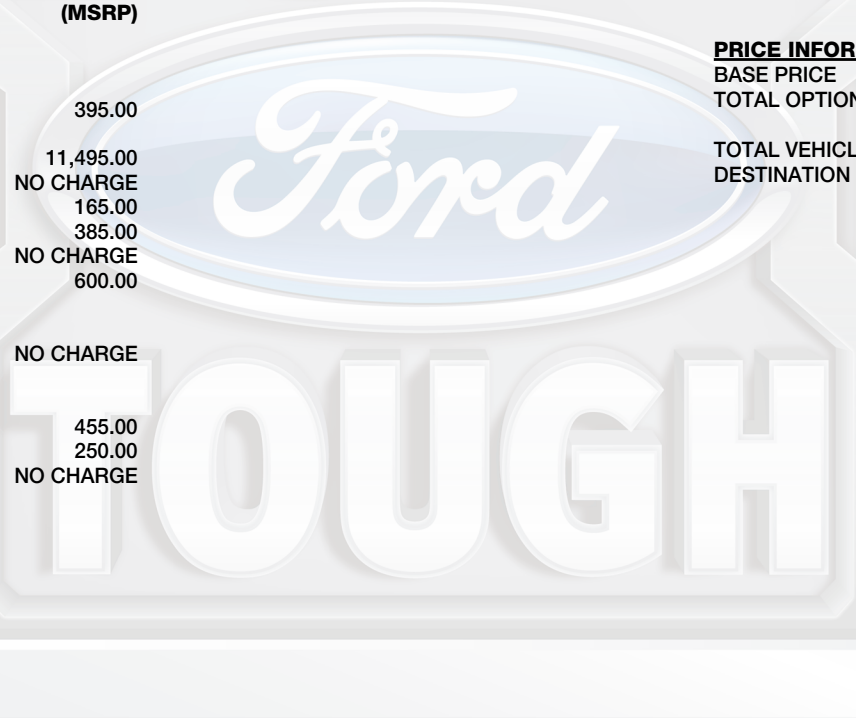 (MSRP)
395.00
11,495.00
NO CHARGE
165.00
385.00
NO CHARGE
600.00
NO CHARGE
455.00
250.00
NO CHARGE
PRICE INFOR
BASE PRICE
TOTAL OPTION
TOTAL VEHICL
DESTINATION
Ford
TOUGH